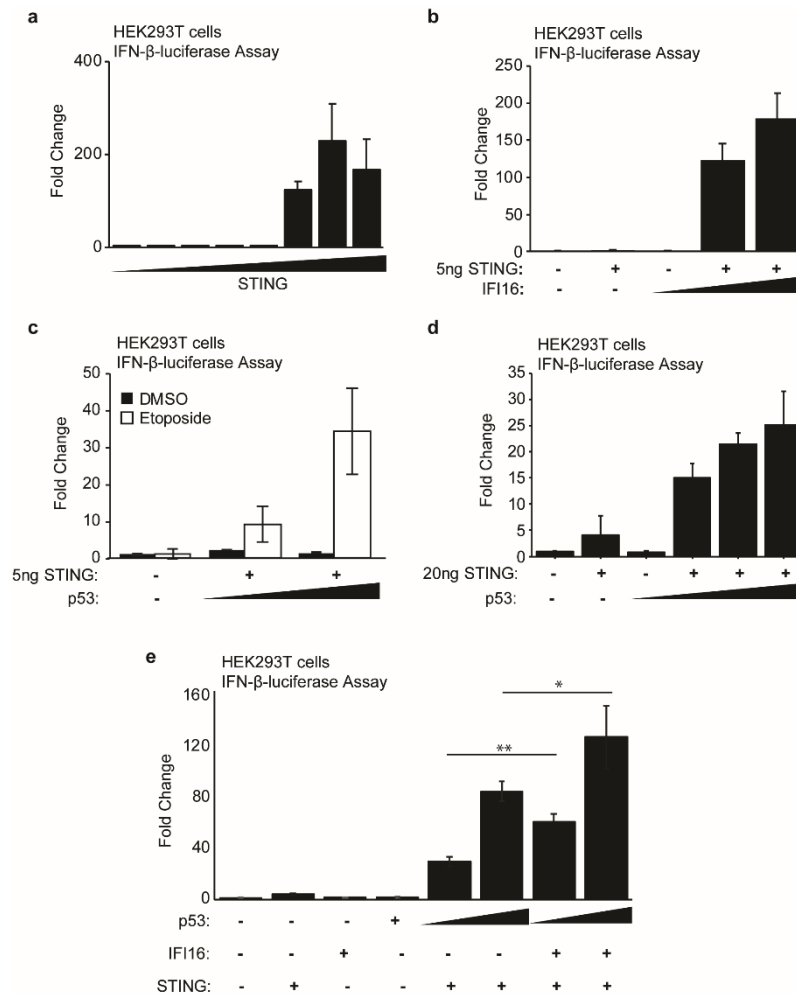 a
HEK293T cells
IFN-β-luciferase Assay
Fold Change
400
200
0
STING
b
HEK293T cells
IFN-β-luciferase Assay
Fold Change
250
200
150
100
50
0
5ng STING: - + - + +
IFI16: - -
c
HEK293T cells
IFN-β-luciferase Assay
Fold Change
50
40
30
20
10
0
DMSO
Etoposide
5ng STING: - + +
p53: -
d
HEK293T cells
IFN-β-luciferase Assay
Fold Change
35
30
25
20
15
10
5
0
20ng STING: - + - + + +
p53: - -
e
HEK293T cells
IFN-β-luciferase Assay
Fold Change
160
120
80
40
0
*
**
p53: - - - +
IFI16: - - + - - - + +
STING: - + - - + + + +